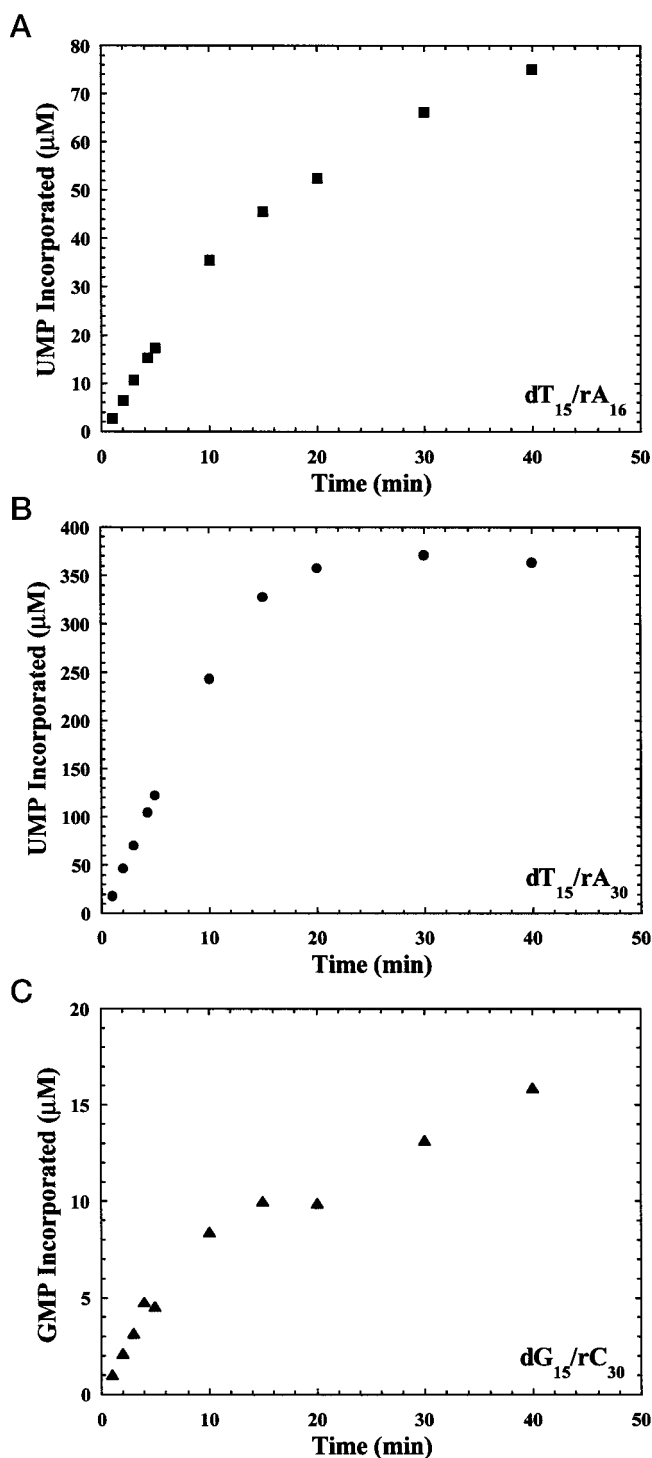 A
80
70
60
50
40
30
20
10
0
UMP Incorporated (μM)
dT15/rA16
0 10 20 30 40 50
Time (min)
B
400
350
300
250
200
150
100
50
0
UMP Incorporated (μM)
dT15/rA30
0 10 20 30 40 50
Time (min)
C
20
15
10
5
0
GMP Incorporated (μM)
dG15/rC30
0 10 20 30 40 50
Time (min)